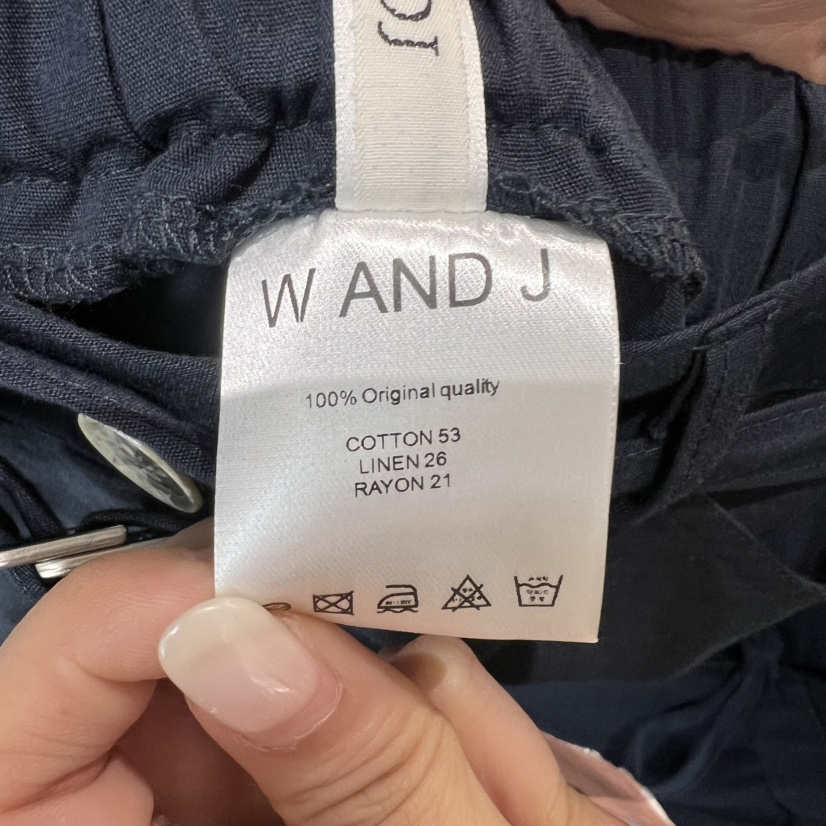 W AND J
100% Original quality
COTTON 53
LINEN 26
RAYON 21